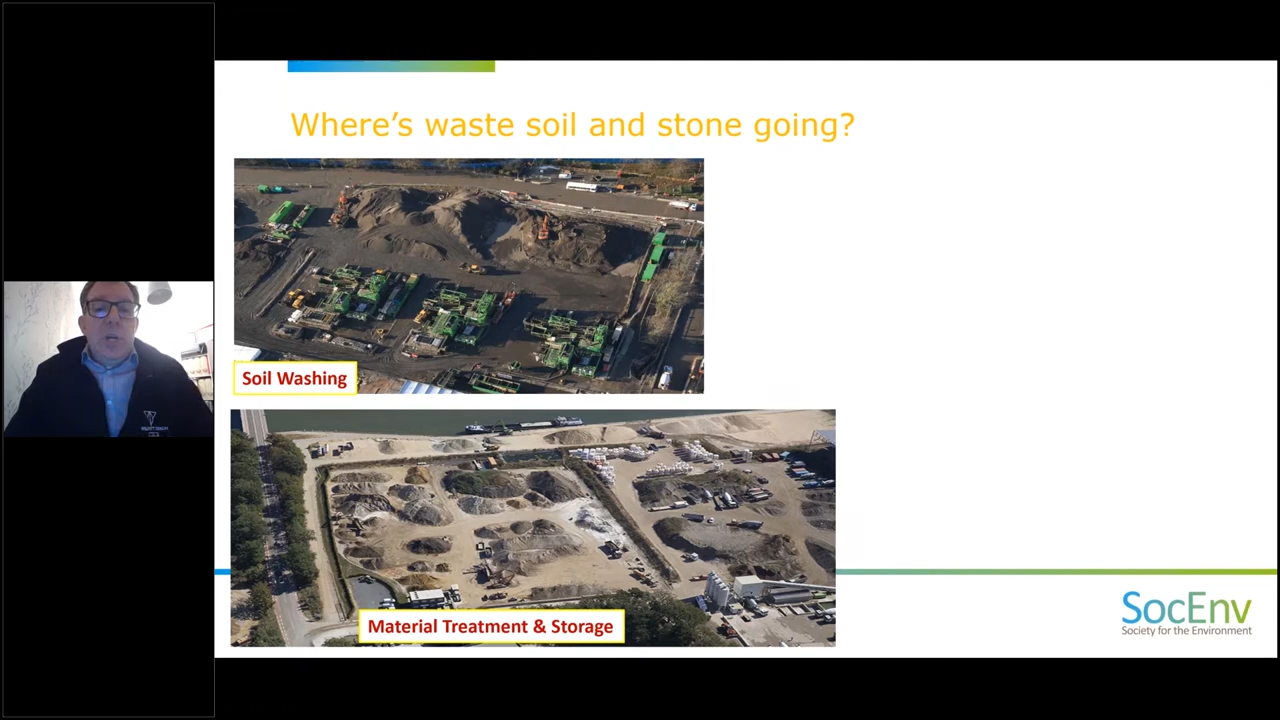 Where's waste soil and stone going?
Soil Washing
Material Treatment & Storage
SocEnv
Society for the Environment